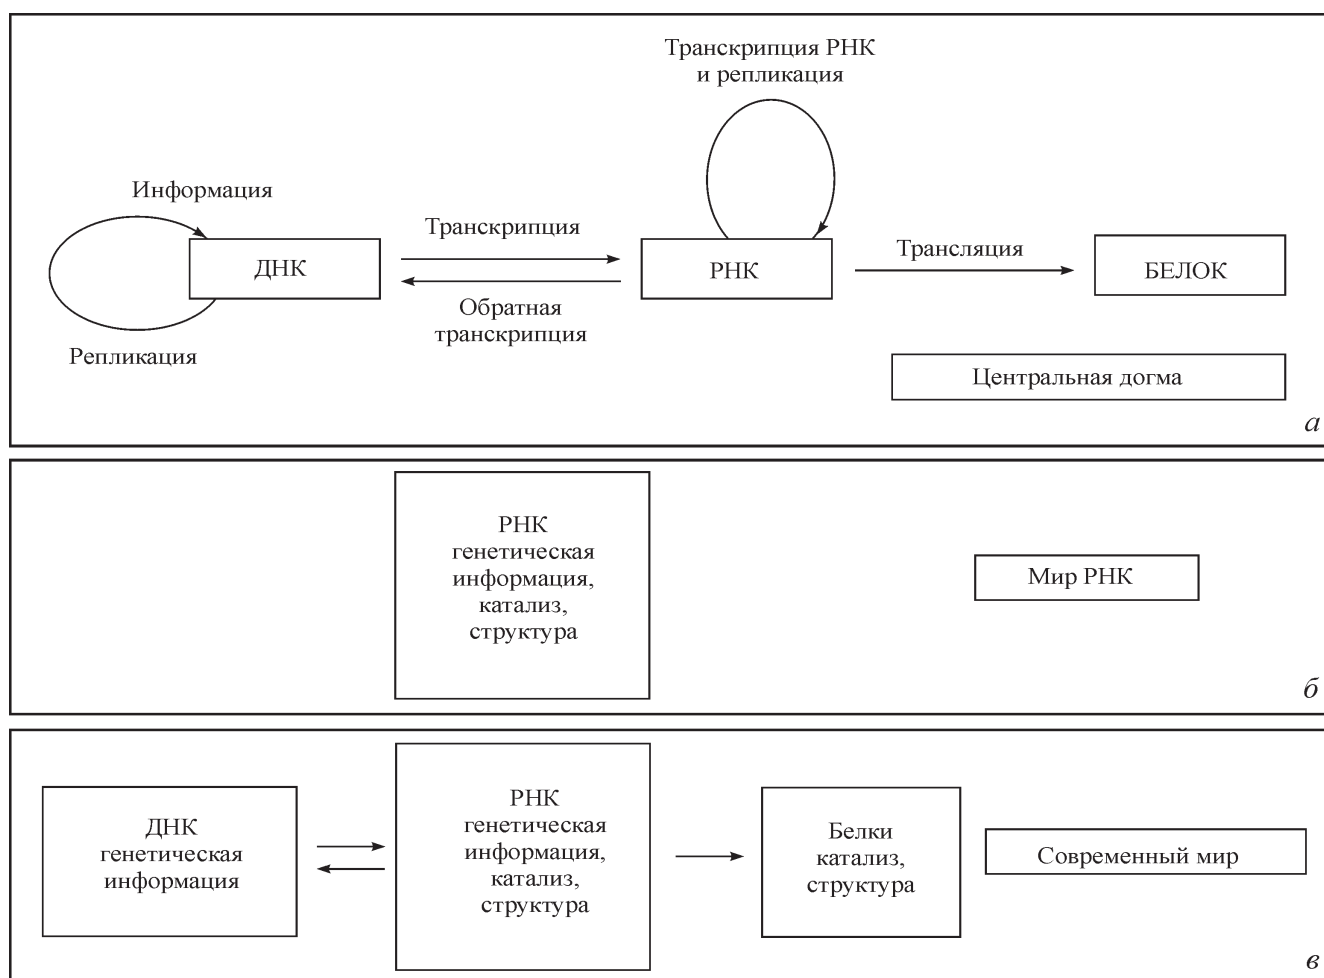 Транскрипция РНК
и репликация
Информация
Транскрипция
Трансляция
ДНК
РНК
БЕЛОК
Обратная
транскрипция
Репликация
Центральная догма
а
РНК
генетическая
информация,
катализ,
структура
Мир РНК
б
ДНК
генетическая
информация
РНК
генетическая
информация,
катализ,
структура
Белки
катализ,
структура
Современный мир
в